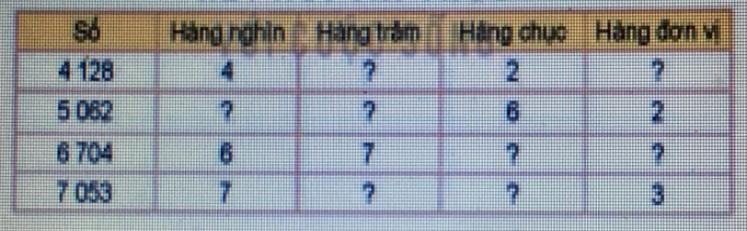 Số Hàng nghìn Hàng trăm Hàng chục Hàng đơn vị
4 128 4 ? 2 ?
5 062 ? ? 6 2
6 704 6 7 ? ?
7 053 7 ? ? 3